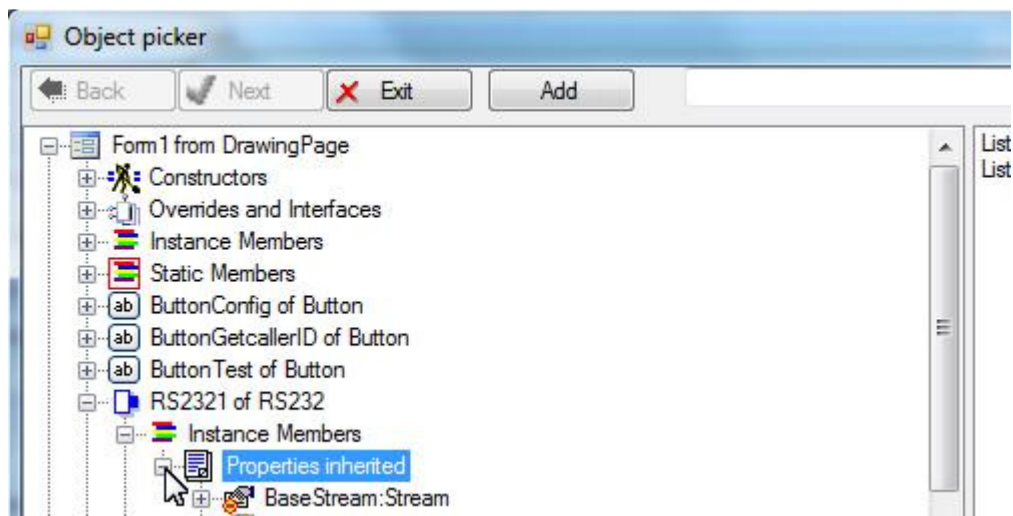 Object picker
Back Next Exit Add
Form1 from DrawingPage
List
Constructors
List
Overrides and Interfaces
Instance Members
Static Members
ab ButtonConfig of Button
ab ButtonGetcallerID of Button
ab ButtonTest of Button
RS2321 of RS232
Instance Members
Properties inherited
BaseStream:Stream